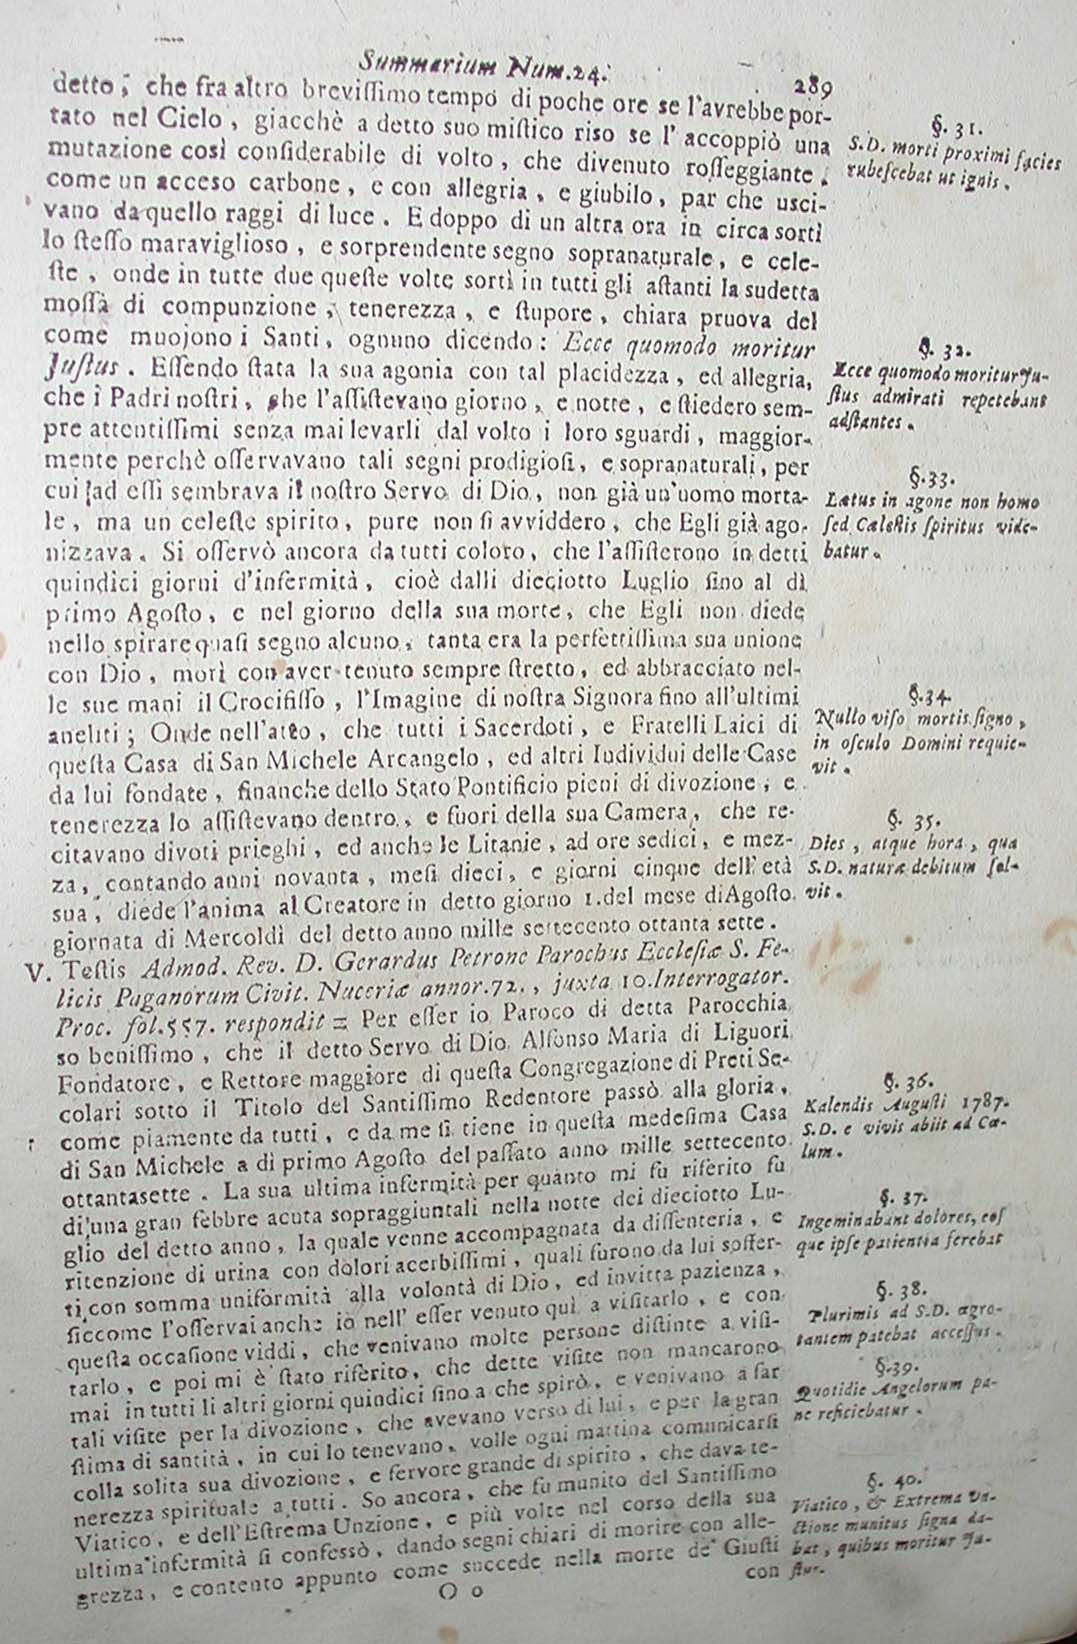 Summarium Num.24.
289
detto, che fra altro brevissimo tempo di poche ore se l'avrebbe por-
tato nel Cielo, giacchè a detto suo mistico riso se l'accoppiò una
mutazione così considerabile di volto, che divenuto rosseggiante,
come un acceso carbone, e con allegria, e giubilo, par che usci-
vano da quello raggi di luce. E doppo di un altra ora in circa sortì
lo stesso maraviglioso, e sorprendente segno sopranaturale, e cele-
ste, onde in tutte due queste volte sortì in tutti gli astanti la sudetta
mossa di compunzione, tenerezza, e stupore, chiara pruova del
come muojono i Santi, ognuno dicendo: Ecce quomodo moritur
Justus. Essendo stata la sua agonia con tal placidezza, ed allegria,
che i Padri nostri, che l'assistevano giorno, e notte, e stiedero sem-
pre attentissimi senza mai levarli dal volto i loro sguardi, maggior-
mente perchè osservavano tali segni prodigiosi, e sopranaturali, per
cui ad essi sembrava il nostro Servo di Dio, non già un'uomo morta-
le, ma un celeste spirito, pure non si avviddero, che Egli già ago-
nizzava. Si osservò ancora da tutti coloro, che l'assisterono in detti
quindici giorni d'infermità, cioè dalli dieciotto Luglio sino al dì
primo Agosto, e nel giorno della sua morte, che Egli non diede
nello spirare quasi segno alcuno, tanta era la perfettissima sua unione
con Dio, morì con aver tenuto sempre stretto, ed abbracciato nel-
le sue mani il Crocifisso, l'Imagine di nostra Signora fino all'ultimi
aneliti; Onde nell'atto, che tutti i Sacerdoti, e Fratelli Laici di
questa Casa di San Michele Arcangelo, ed altri Individui delle Case
da lui fondate, finanche dello Stato Pontificio pieni di divozione, e
tenerezza lo assistevano dentro, e fuori della sua Camera, che re-
citavano divoti prieghi, ed anche le Litanie, ad ore sedici, e mez-
za, contando anni novanta, mesi dieci, e giorni cinque dell'età
sua, diede l'anima al Creatore in detto giorno 1.del mese di Agosto
giornata di Mercoldì del detto anno mille settecento ottanta sette.
V. Testis Admod. Rev. D. Gerardus Petrone Parochus Ecclesiæ S. Fe-
licis Paganorum Civit. Nuceriæ annor.72., juxta 10.Interrogator.
Proc. fol.557. respondit = Per esser io Paroco di detta Parocchia
so benissimo, che il detto Servo di Dio Alfonso Maria di Liguori
Fondatore, e Rettore maggiore di questa Congregazione di Preti Se-
colari sotto il Titolo del Santissimo Redentore passò alla gloria,
come piamente da tutti, e da me si tiene in questa medesima Casa
di San Michele a dì primo Agosto del passato anno mille settecento
ottantasette. La sua ultima infermità per quanto mi fu riferito fu
di una gran febbre acuta sopraggiuntali nella notte dei dieciotto Lu-
glio del detto anno, la quale venne accompagnata da dissenteria, e
ritenzione di urina con dolori acerbissimi, quali furono da lui soffer-
ti con somma uniformità alla volontà di Dio, ed invitta pazienza,
siccome l'osservai anche io nell'esser venuto quì a visitarlo, e con
questa occasione viddi, che venivano molte persone distinte a visi-
tarlo, e poi mi è stato riferito, che dette visite non mancarono
mai in tutti li altri giorni quindici sino a che spirò, e venivano a far
tali visite per la divozione, che avevano verso di lui, e per la gran
stima di santità, in cui lo tenevano, volle ogni mattina comunicarsi
colla solita sua divozione, e fervore grande di spirito, che dava te-
nerezza spirituale a tutti. So ancora, che fu munito del Santissimo
Viatico, e dell'Estrema Unzione, e più volte nel corso della sua
ultima infermità si confessò, dando segni chiari di morire con alle-
grezza, e contento appunto come succede nella morte de' Giusti
O o
con
§. 31.
S.D. morti proximi facies
rubescebat ut ignis.
§. 32.
Ecce quomodo moritur Ju-
stus admirati repetebant
adstantes.
§.33.
Lætus in agone non homo
sed Cælestis spiritus vide-
batur.
§.34.
Nullo viso mortis signo,
in osculo Domini requie-
vit.
§. 35.
Dies, atque hora, qua
S.D. naturæ debitum sol-
vit.
§. 36.
Kalendis Augusti 1787.
S.D. e vivis abiit ad Cœ-
lum.
§. 37.
Ingeminabant dolores, eos
que ipse patientia ferebat
§. 38.
Plurimis ad S.D. ægro-
tantem patebat accessus.
§.39.
Quotidie Angelorum pa-
ne reficiebatur.
§. 40.
Viatico, & Extrema Un-
ctione munitus signa da-
bat, quibus moritur Ju-
stus.